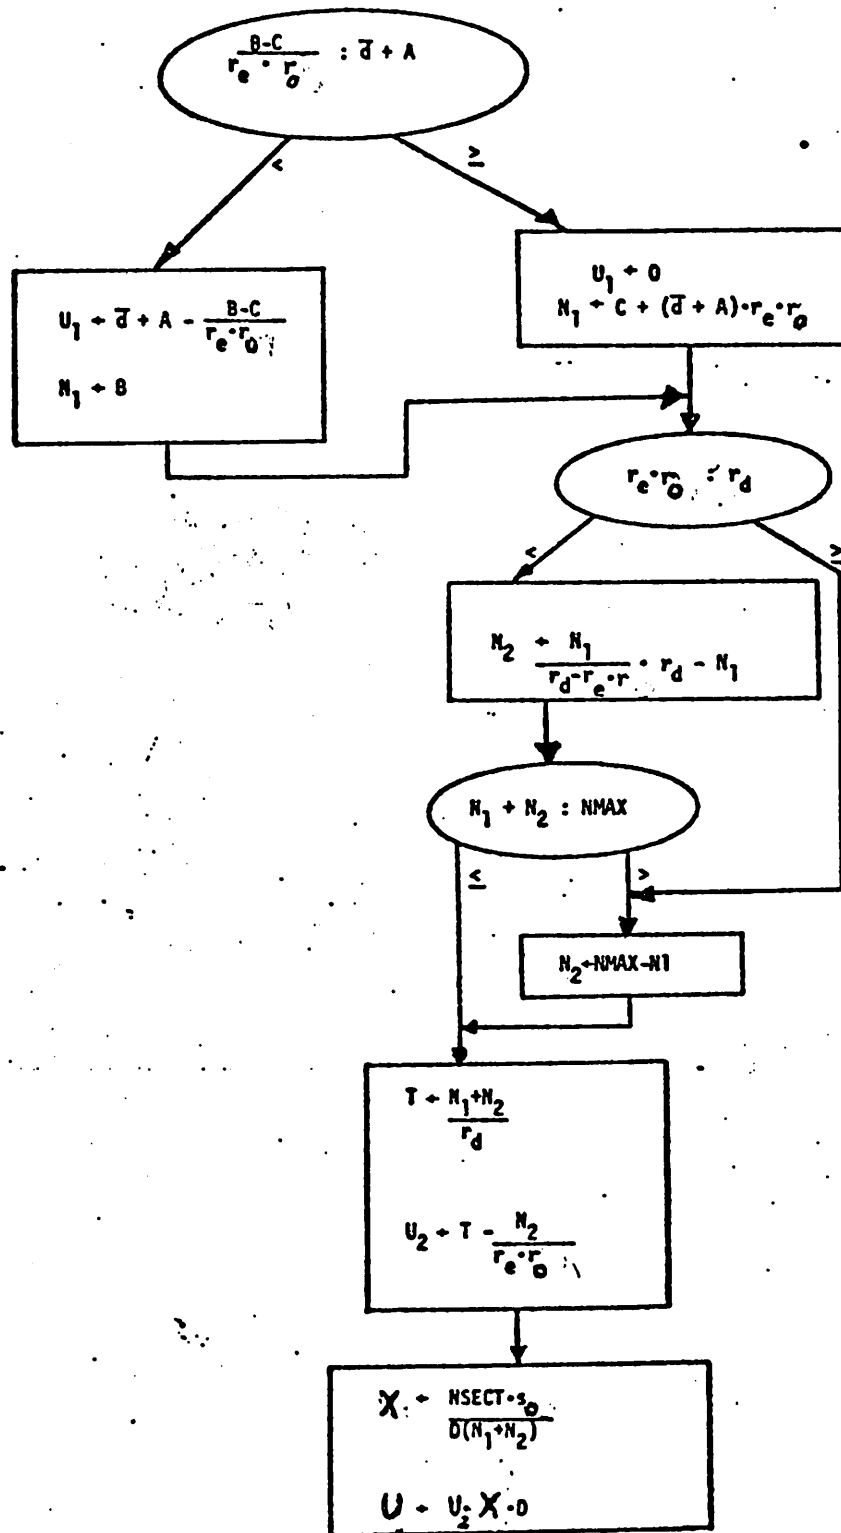 B-C
r_e · r_o : d̅ + A
<
≥
U_1 ← 0
N_1 ← C + (d̅ + A)·r_e·r_o
U_1 ← d̅ + A - B-C
r_e·r_o
N_1 ← B
r_e·r_o : r_d
<
≥
N_2 ← N_1
r_d-r_e·r · r_d - N_1
N_1 + N_2 : NMAX
≤
>
N_2←NMAX-N1
T ← N_1+N_2
r_d
U_2 ← T - N_2
r_e·r_o
X ← NSECT·s_o
D(N_1+N_2)
U ← U_2 X·D